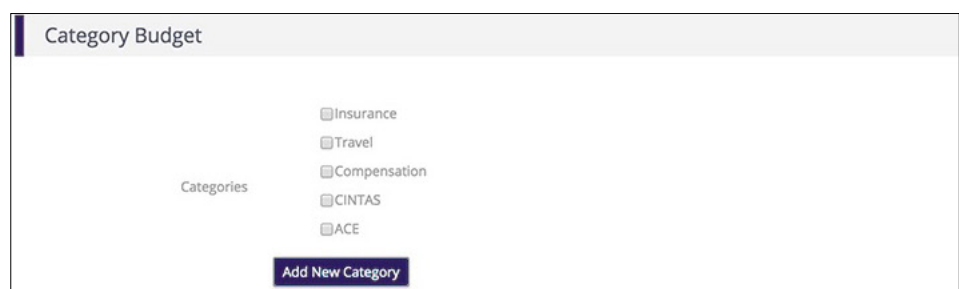 Category Budget
Insurance
Travel
Compensation
Categories
CINTAS
ACE
Add New Category